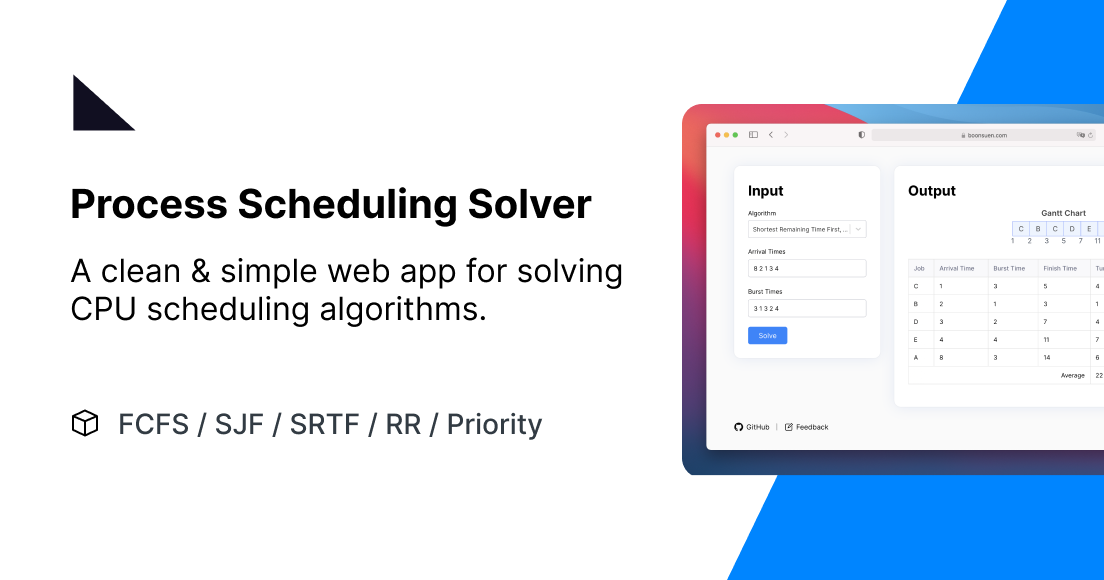 Process Scheduling Solver
A clean & simple web app for solving
CPU scheduling algorithms.
FCFS / SJF / SRTF / RR / Priority
boonsuen.com
Input
Algorithm
Shortest Remaining Time First, ...
Arrival Times
8 2 1 3 4
Burst Times
3 1 3 2 4
Solve
Output
Gantt Chart
C B C D E
1 2 3 5 7 11
Job Arrival Time Burst Time Finish Time
C 1 3 5 4
B 2 1 3 1
D 3 2 7 4
E 4 4 11 7
A 8 3 14 6
Average 22
GitHub | Feedback